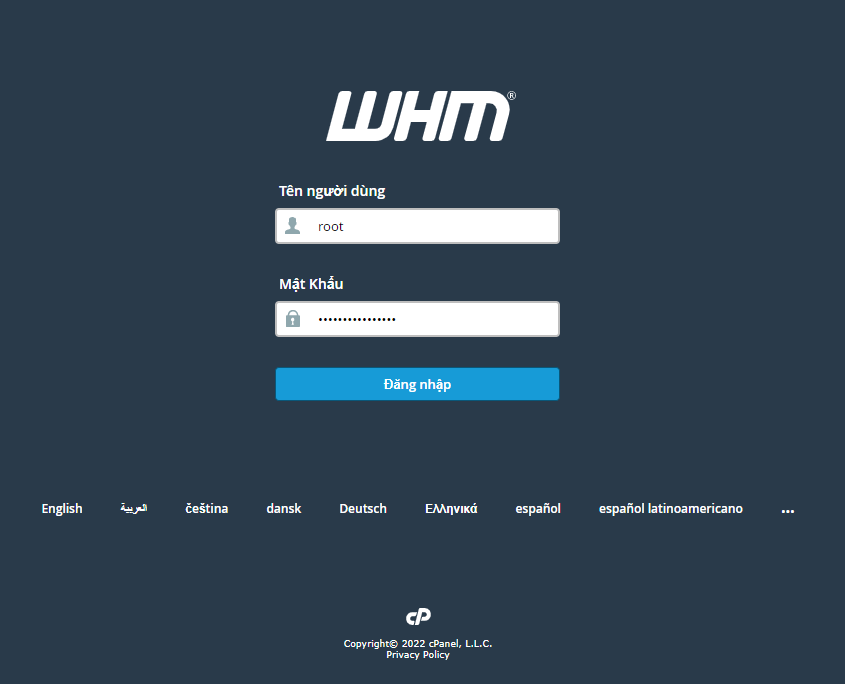 WHM®
Tên người dùng
root
Mật Khẩu
••••••••••••••••
Đăng nhập
English العربية čeština dansk Deutsch Ελληνικά español español latinoamericano ...
cP
Copyright© 2022 cPanel, L.L.C.
Privacy Policy